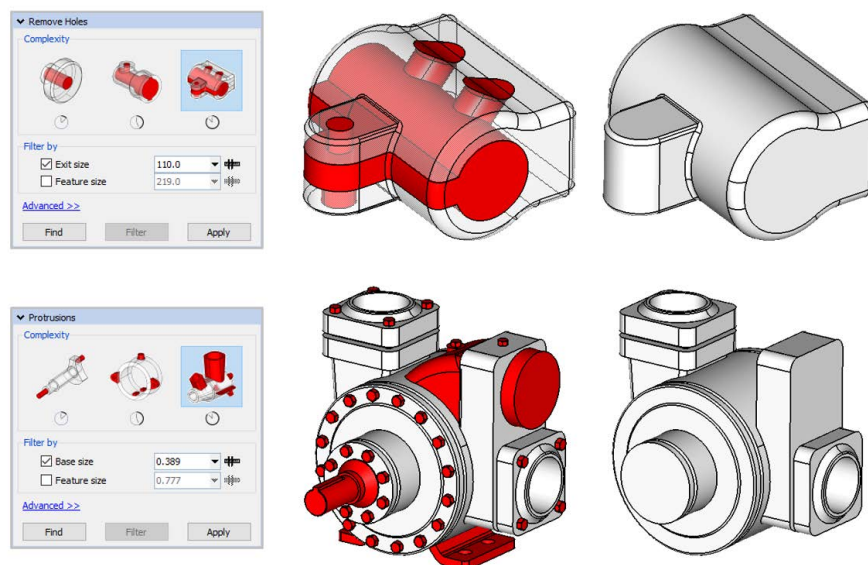 Remove Holes
Complexity
Filter by
Exit size 110.0
Feature size 219.0
Advanced >>
Find Filter Apply
Protrusions
Complexity
Filter by
Base size 0.389
Feature size 0.777
Advanced >>
Find Filter Apply